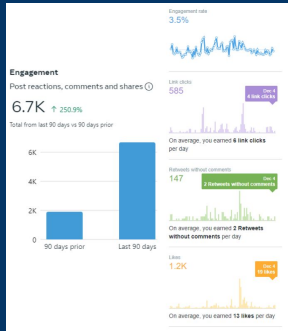 Engagement
Post reactions, comments and shares
6.7K ↑ 250.9%
Total from last 90 days vs 90 days prior
6K
4K
2K
0
90 days prior
Last 90 days
Engagement rate
3.5%
Link clicks
585
Dec 4
4 link clicks
On average, you earned 6 link clicks
per day
Retweets without comments
147
Dec 4
2 Retweets without comments
On average, you earned 2 Retweets
without comments per day
Likes
1.2K
Dec 4
10 likes
On average, you earned 13 likes per day